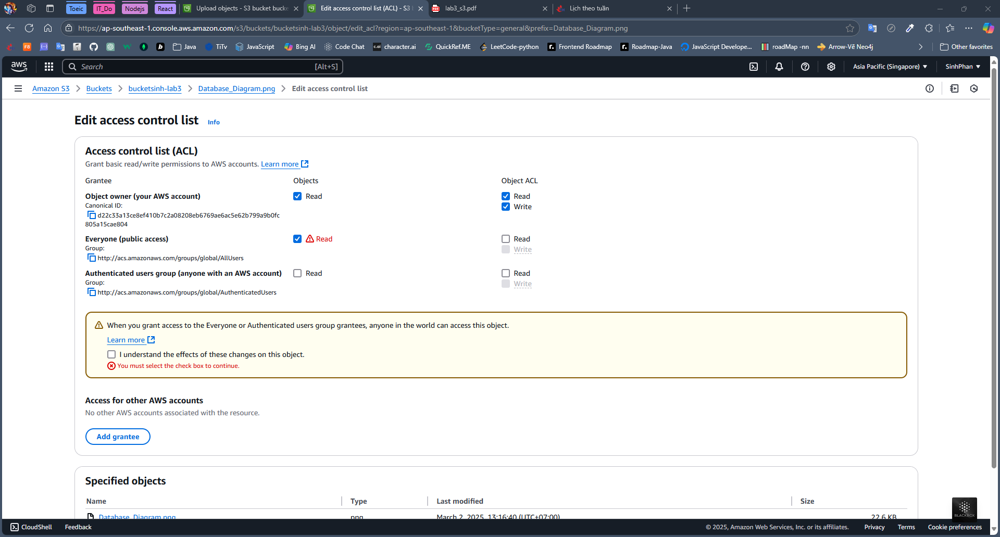 Toeic
IT_Do
Nodejs
React
Upload objects - S3 bucket bucke
Edit access control list (ACL) - S3
lab3_s3.pdf
Lịch theo tuần
https://ap-southeast-1.console.aws.amazon.com/s3/buckets/bucketsinh-lab3/object/edit_acl?region=ap-southeast-1&bucketType=general&prefix=Database_Diagram.png
F8
Java
TiTv
JavaScript
Bing AI
Code Chat
c.ai
character.ai
QuickRef.ME
LeetCode-python
Frontend Roadmap
Roadmap-Java
JavaScript Develope...
roadMap -nn
Arrow-Vẽ Neo4j
Other favorites
aws
Search
[Alt+S]
Asia Pacific (Singapore)
SinhPhan
Amazon S3
Buckets
bucketsinh-lab3
Database_Diagram.png
Edit access control list
Edit access control list
Info
Access control list (ACL)
Grant basic read/write permissions to AWS accounts. Learn more
Grantee
Objects
Object ACL
Object owner (your AWS account)
Read
Read
Canonical ID:
Write
d22c33a13ce8ef410b7c2a08208eb6769ae6ac5e62b799a9b0fc
805a15cae804
Everyone (public access)
Read
Read
Group:
Write
http://acs.amazonaws.com/groups/global/AllUsers
Authenticated users group (anyone with an AWS account)
Read
Read
Group:
Write
http://acs.amazonaws.com/groups/global/AuthenticatedUsers
When you grant access to the Everyone or Authenticated users group grantees, anyone in the world can access this object.
Learn more
I understand the effects of these changes on this object.
You must select the check box to continue.
Access for other AWS accounts
No other AWS accounts associated with the resource.
Add grantee
Specified objects
Name
Type
Last modified
Size
Database_Diagram.png
png
March 2, 2025, 13:16:40 (UTC+07:00)
22.6 KB
BLACKBOX
CloudShell
Feedback
© 2025, Amazon Web Services, Inc. or its affiliates.
Privacy
Terms
Cookie preferences